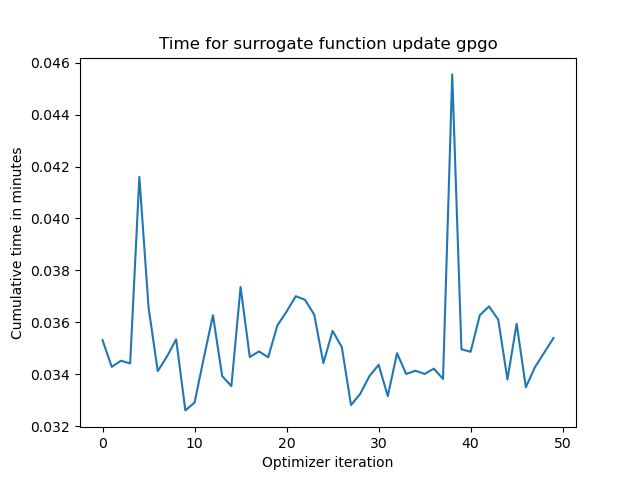 Time for surrogate function update gpgo
0.046
0.044
0.042
0.040
0.038
0.036
0.034
0.032
Cumulative time in minutes
0 10 20 30 40 50
Optimizer iteration